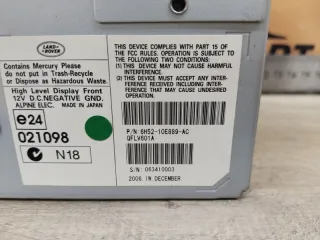 LAND-
ROVER
Contains Mercury Please
do not put in Trash-Recycle
or Dispose as Hazardous Waste.
High Level Display Front
12V D.C.NEGATIVE GND.
ALPINE ELEC. MADE IN JAPAN
e24
021098
N18
THIS DEVICE COMPLIES WITH PART 15 OF
THE FCC RULES. OPERATION IS SUBJECT TO
THE FOLLOWING TWO CONDITIONS:
(1) THIS DEVICE MAY NOT CAUSE HARMFUL
INTERFERENCE.
(2) THIS DEVICE MUST ACCEPT ANY INTER-
FERENCE RECEIVED INCLUDING INTER-
FERENCE THAT MAY CAUSE UNDESIRED
OPERATION.
P/N 6H52-10E889-AC
QFLV601A
S/N: 063410003
2006 IN DECEMBER